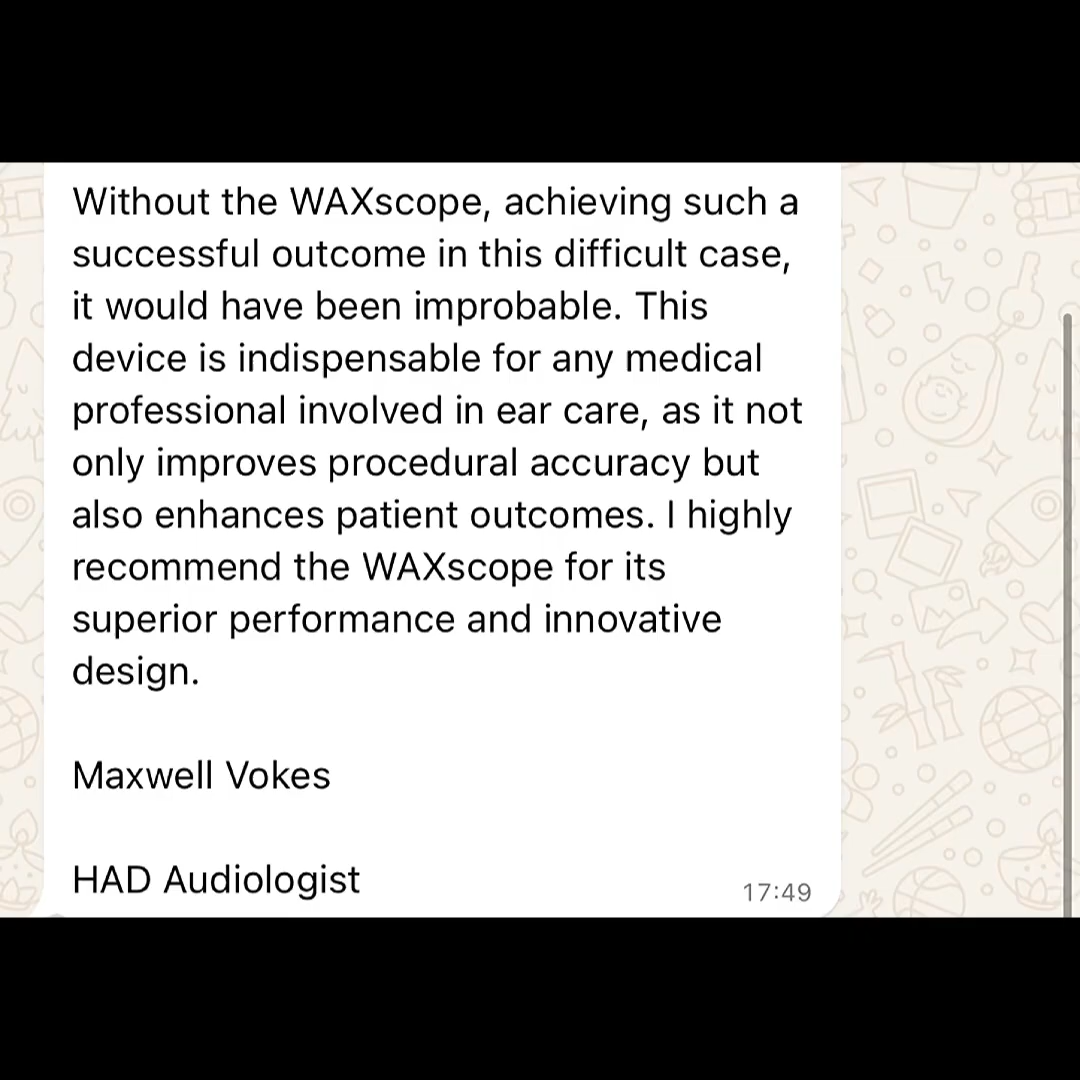 Without the WAXscope, achieving such a
successful outcome in this difficult case,
it would have been improbable. This
device is indispensable for any medical
professional involved in ear care, as it not
only improves procedural accuracy but
also enhances patient outcomes. I highly
recommend the WAXscope for its
superior performance and innovative
design.
Maxwell Vokes
HAD Audiologist
17:49